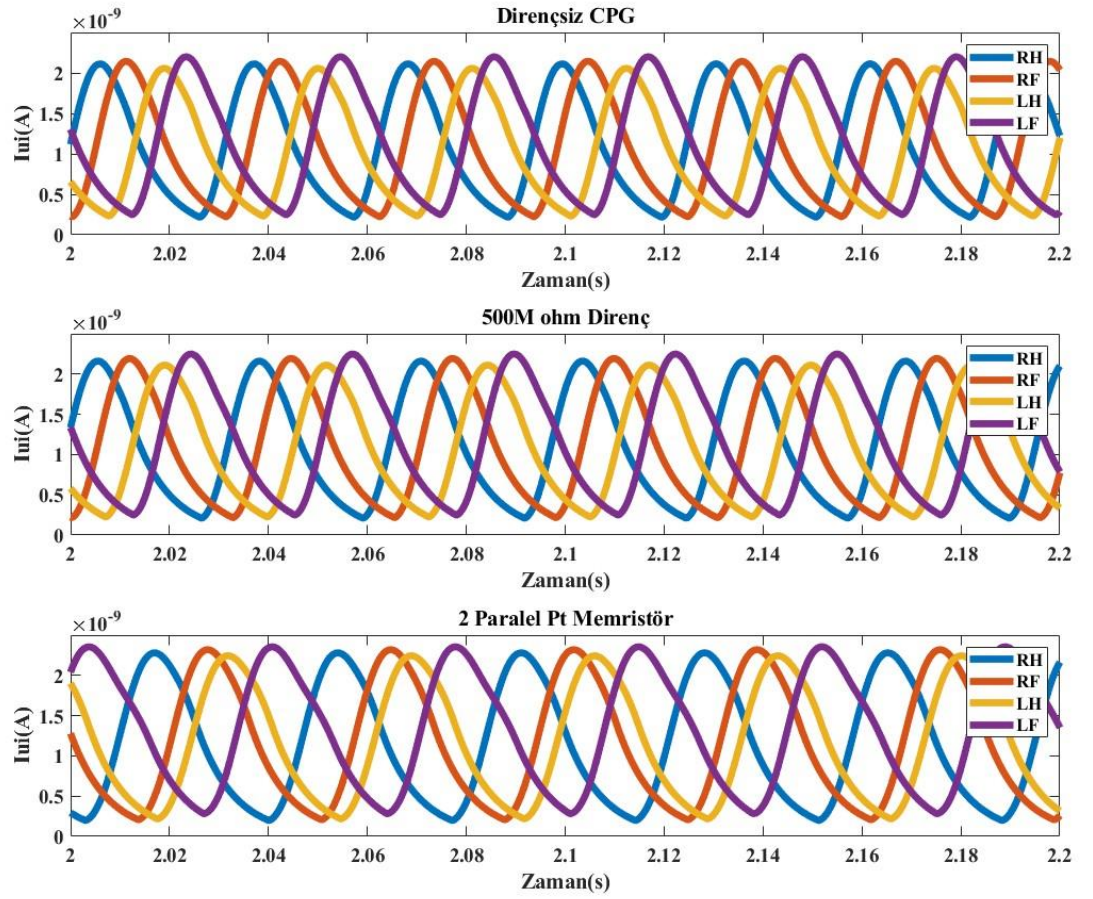 Dirençsiz CPG
×10⁻⁹
2
1.5
1
0.5
0
Iui(A)
RH
RF
LH
LF
2 2.02 2.04 2.06 2.08 2.1 2.12 2.14 2.16 2.18 2.2
Zaman(s)
500M ohm Direnç
×10⁻⁹
2
1.5
1
0.5
0
Iui(A)
RH
RF
LH
LF
2 2.02 2.04 2.06 2.08 2.1 2.12 2.14 2.16 2.18 2.2
Zaman(s)
2 Paralel Pt Memristör
×10⁻⁹
2
1.5
1
0.5
0
Iui(A)
RH
RF
LH
LF
2 2.02 2.04 2.06 2.08 2.1 2.12 2.14 2.16 2.18 2.2
Zaman(s)